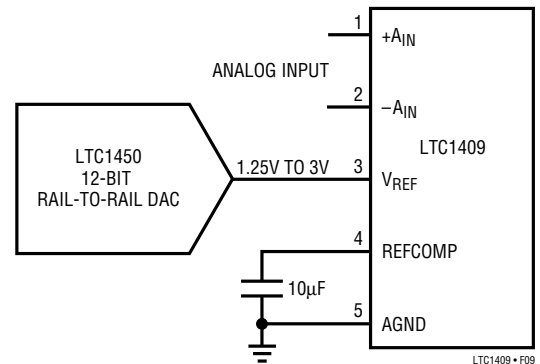 1
+AIN
ANALOG INPUT
2
−AIN
LTC1409
LTC1450
12-BIT
RAIL-TO-RAIL DAC
1.25V TO 3V
3
VREF
4
REFCOMP
10µF
5
AGND
LTC1409 • F09